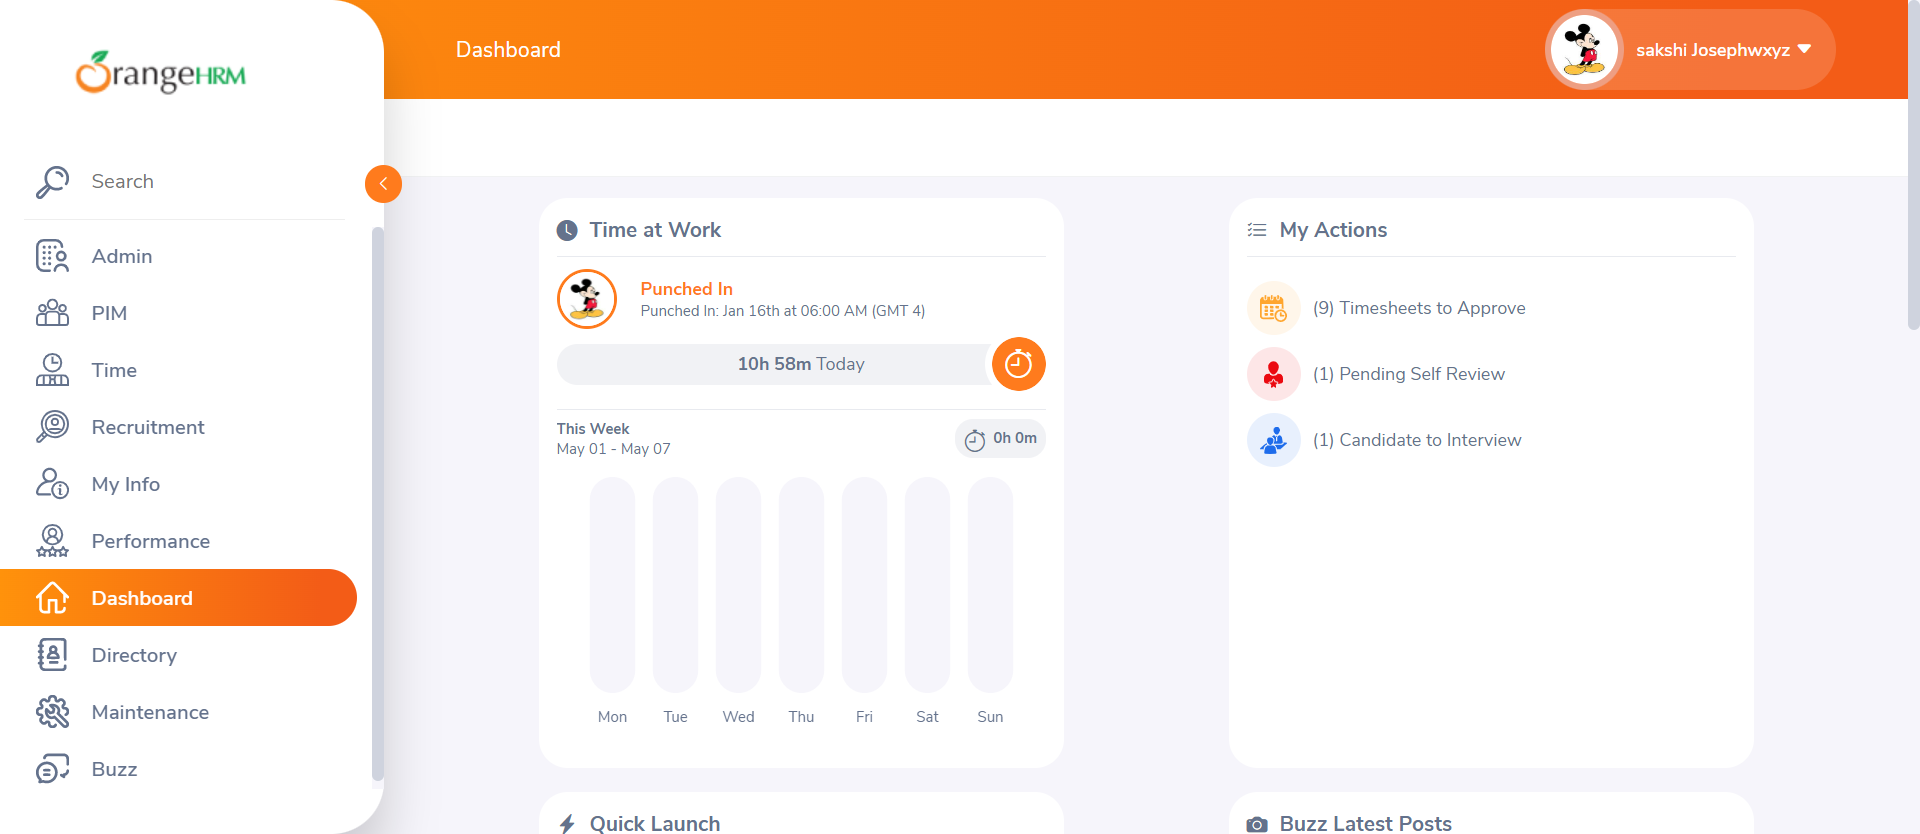 OrangeHRM
Search
Admin
PIM
Time
Recruitment
My Info
Performance
Dashboard
Directory
Maintenance
Buzz
Dashboard
sakshi Josephwxyz
Time at Work
Punched In
Punched In: Jan 16th at 06:00 AM (GMT 4)
10h 58m Today
This Week
May 01 - May 07
0h 0m
Mon Tue Wed Thu Fri Sat Sun
My Actions
(9) Timesheets to Approve
(1) Pending Self Review
(1) Candidate to Interview
Quick Launch
Buzz Latest Posts